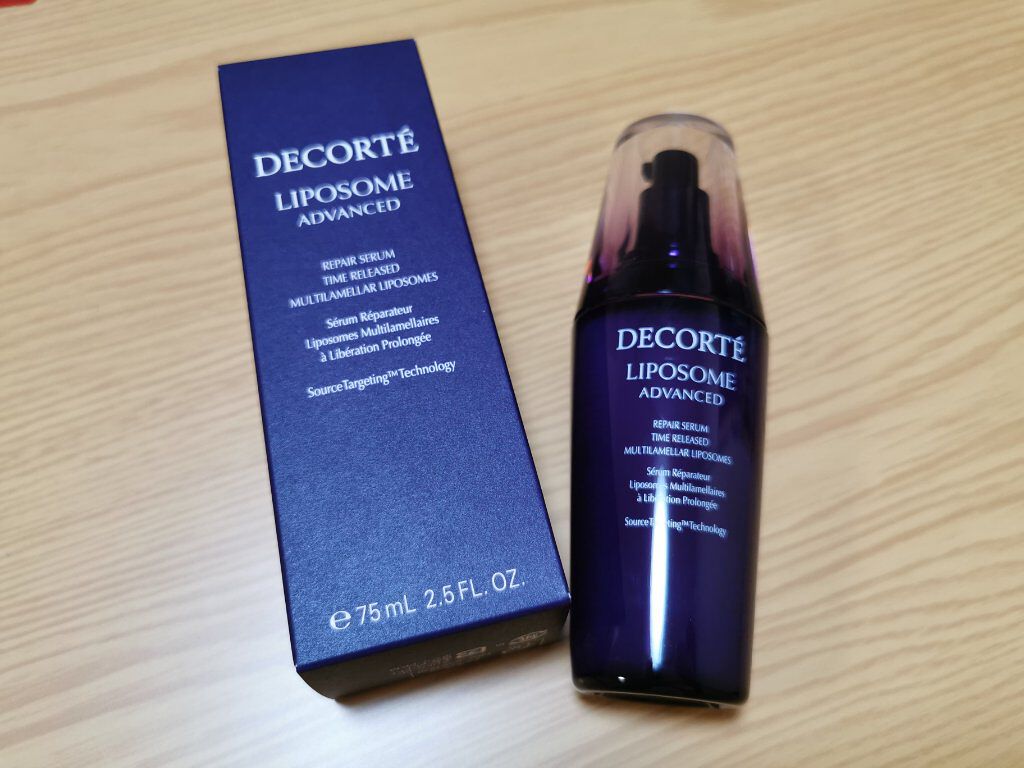 DECORTÉ
LIPOSOME
ADVANCED
REPAIR SERUM
TIME RELEASED
MULTILAMELLAR LIPOSOMES
Sérum Réparateur
Liposomes Multilamellaires
à Libération Prolongée
SourceTargeting™Technology
℮ 75 mL 2.5 FL. OZ.
DECORTÉ
LIPOSOME
ADVANCED
REPAIR SERUM
TIME RELEASED
MULTILAMELLAR LIPOSOMES
Sérum Réparateur
Liposomes Multilamellaires
à Libération Prolongée
SourceTargeting™Technology